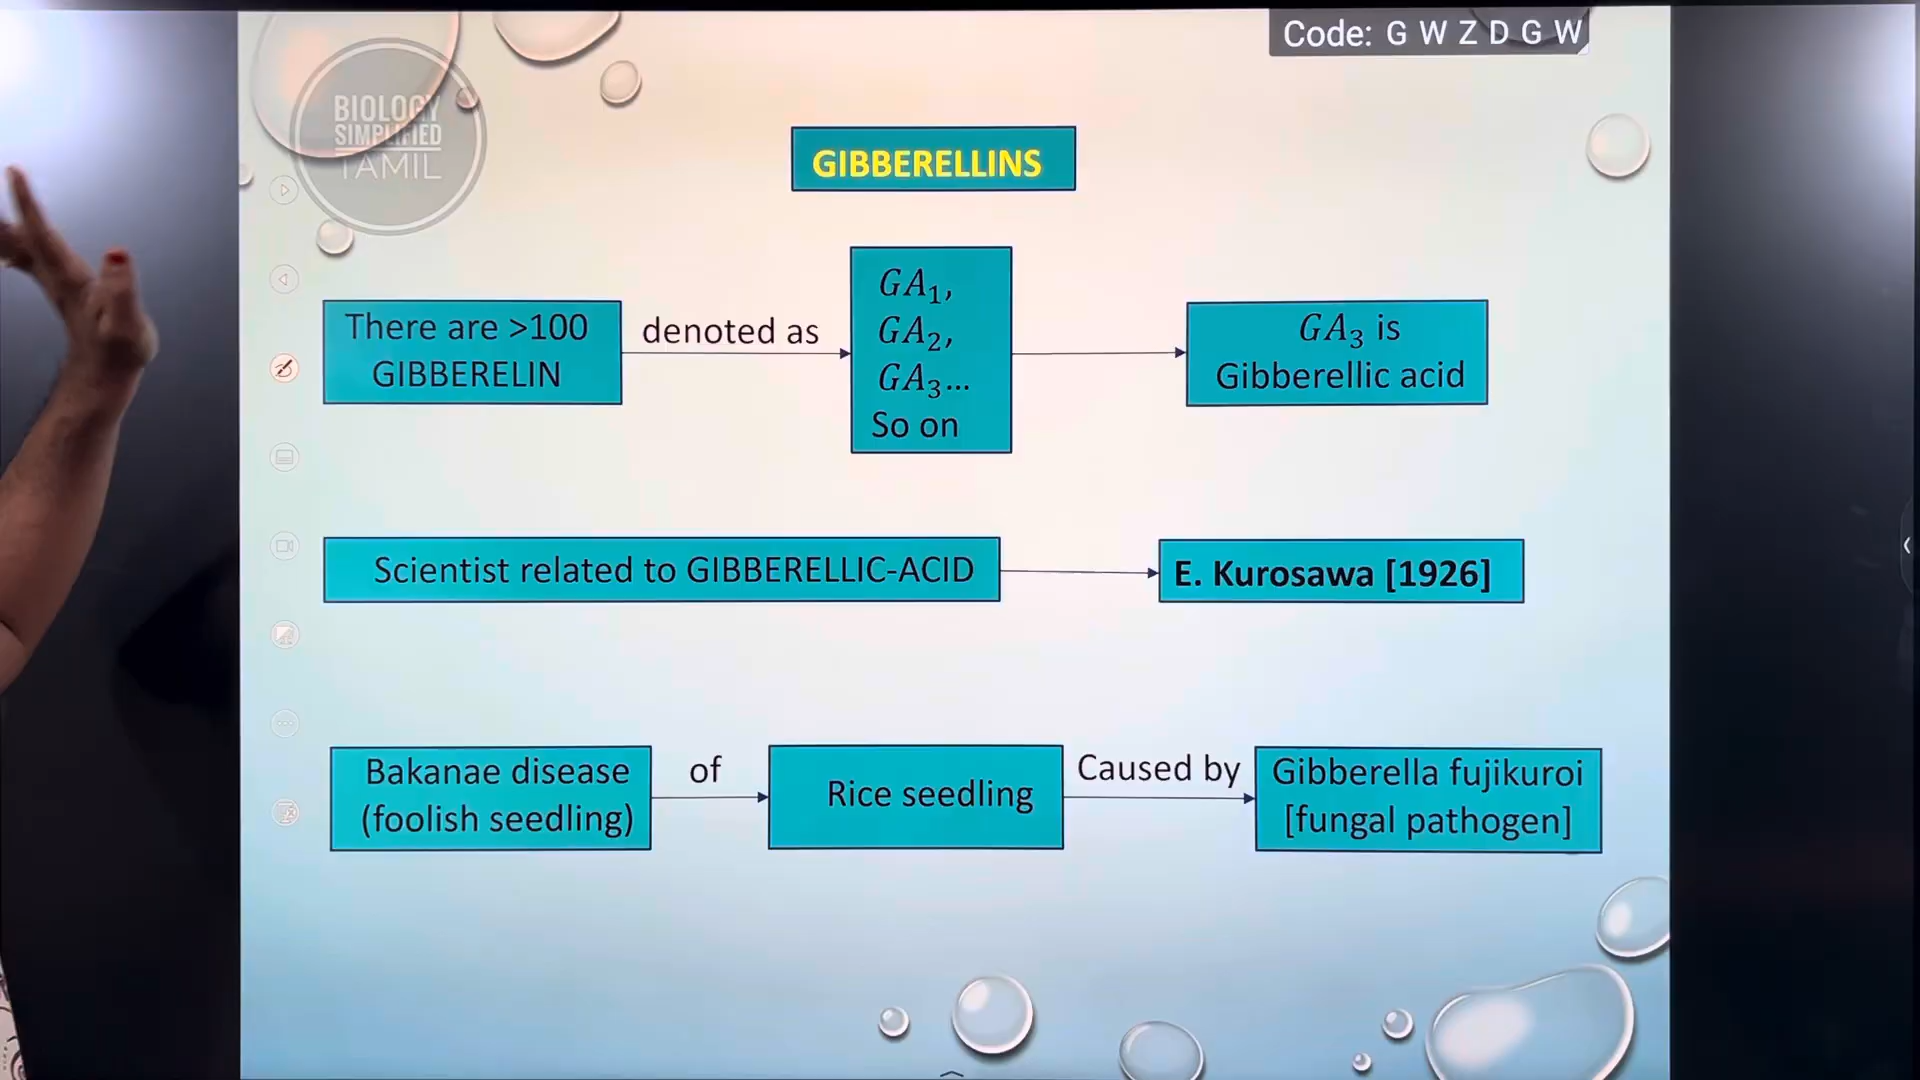 Code: G W Z D G W
BIOLOGY
SIMPLIFIED
TAMIL
GIBBERELLINS
There are >100
GIBBERELIN
denoted as
GA₁,
GA₂,
GA₃...
So on
GA₃ is
Gibberellic acid
Scientist related to GIBBERELLIC-ACID
E. Kurosawa [1926]
Bakanae disease
(foolish seedling)
of
Rice seedling
Caused by
Gibberella fujikuroi
[fungal pathogen]